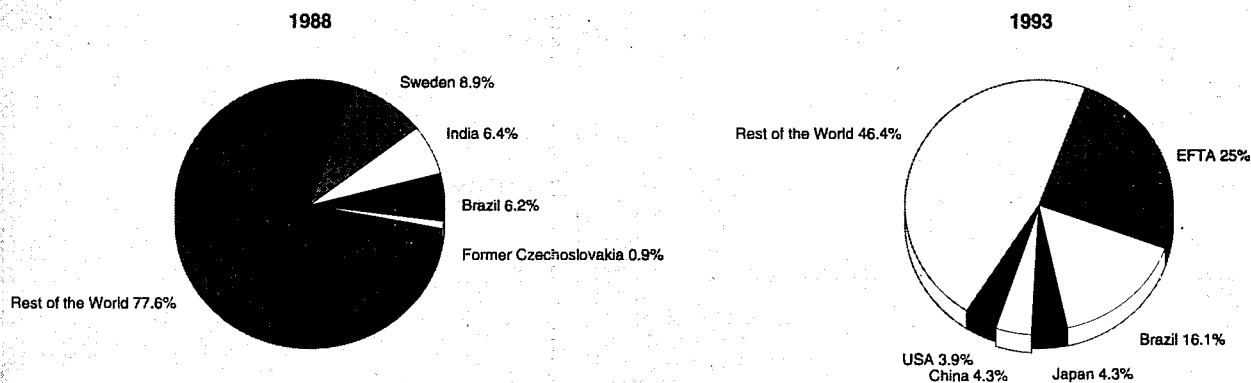 1988
Sweden 8.9%
India 6.4%
Brazil 6.2%
Former Czechoslovakia 0.9%
Rest of the World 77.6%
1993
Rest of the World 46.4%
EFTA 25%
Brazil 16.1%
Japan 4.3%
China 4.3%
USA 3.9%